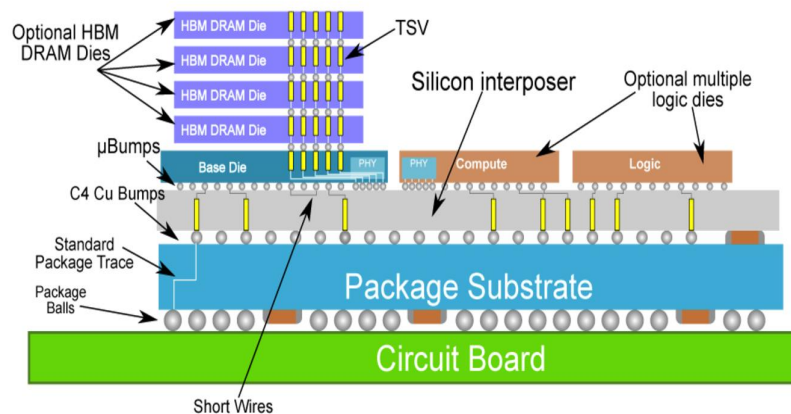 Optional HBM
DRAM Dies
HBM DRAM Die
HBM DRAM Die
HBM DRAM Die
HBM DRAM Die
TSV
Silicon interposer
Optional multiple
logic dies
µBumps
Base Die
PHY
PHY
Compute
Logic
C4 Cu Bumps
Standard
Package Trace
Package Substrate
Package
Balls
Circuit Board
Short Wires